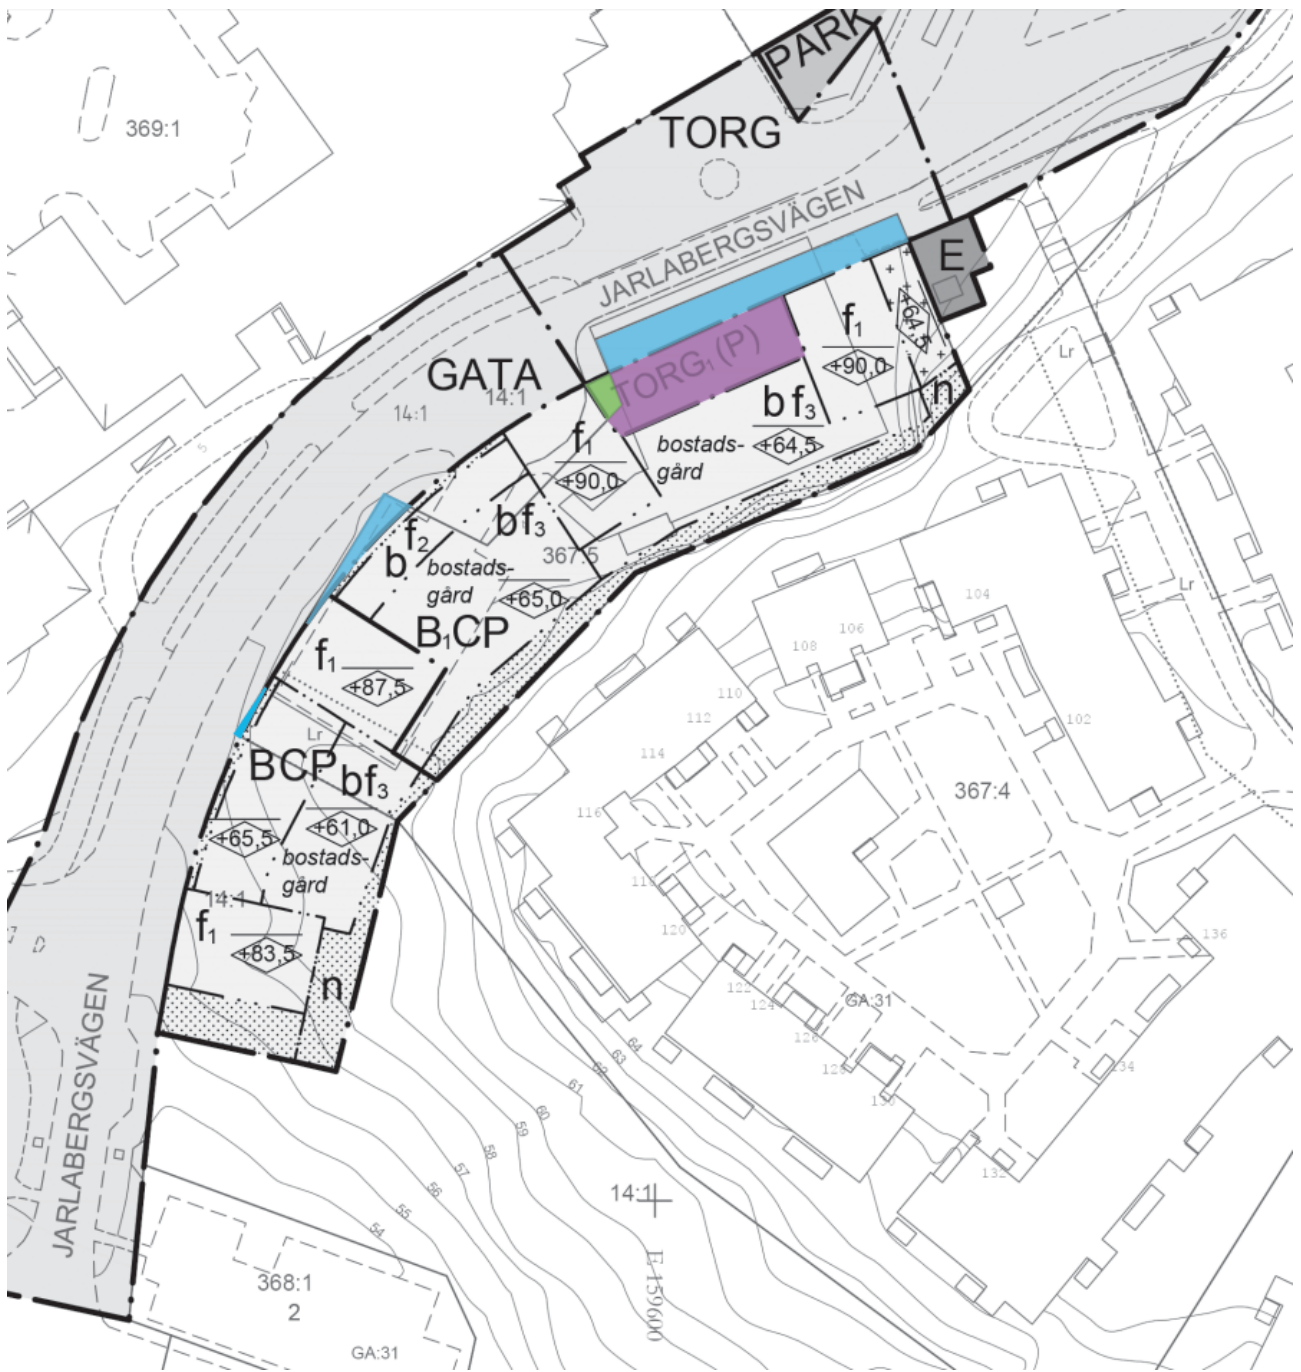 PARK
369:1
TORG
JARLABERGSVÄGEN
E
f₁
+64,5
Lr
GATA
TORG₁ (P)
+90,0
14:1
14:1
n
b f₃
f₁
bostads-
gård
+64,5
+90,0
5
f₂
bf₃
b
bostads-
gård
367:5
Lr
+65,0
104
B₁CP
106
108
f₁
+87,5
110
112
102
114
Lr
BCP
bf₃
367:4
116
+65,5
+61,0
bostads-
gård
118
14:1
f₁
120
136
+83,5
n
122
124
GA:31
126
64
63
62
61
128
134
130
60
59
58
57
56
55
54
JARLABERGSVÄGEN
132
14:1
E 159600
368:1
2
GA:31